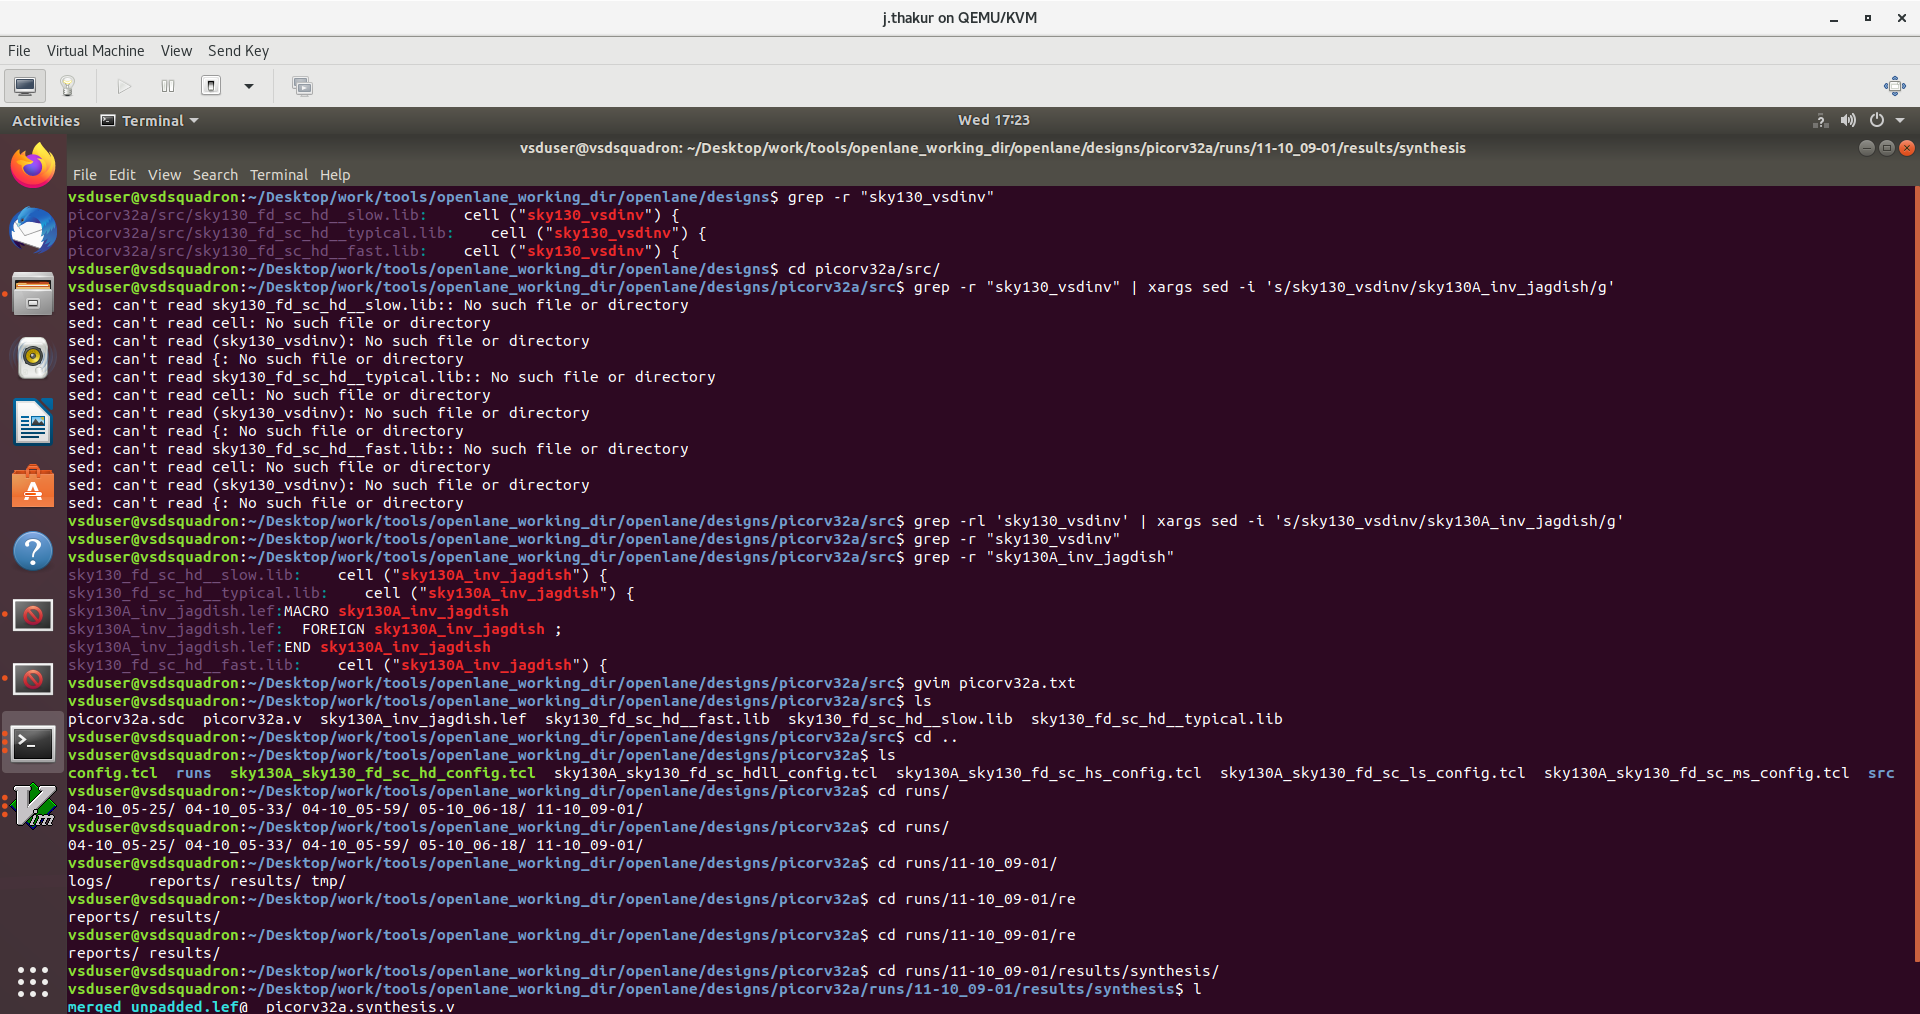 j.thakur on QEMU/KVM
File Virtual Machine View Send Key
Activities Terminal Wed 17:23
vsduser@vsdsquadron: ~/Desktop/work/tools/openlane_working_dir/openlane/designs/picorv32a/runs/11-10_09-01/results/synthesis
File Edit View Search Terminal Help
vsduser@vsdsquadron:~/Desktop/work/tools/openlane_working_dir/openlane/designs$ grep -r "sky130_vsdinv"
picorv32a/src/sky130_fd_sc_hd__slow.lib:    cell ("sky130_vsdinv") {
picorv32a/src/sky130_fd_sc_hd__typical.lib:    cell ("sky130_vsdinv") {
picorv32a/src/sky130_fd_sc_hd__fast.lib:    cell ("sky130_vsdinv") {
vsduser@vsdsquadron:~/Desktop/work/tools/openlane_working_dir/openlane/designs$ cd picorv32a/src/
vsduser@vsdsquadron:~/Desktop/work/tools/openlane_working_dir/openlane/designs/picorv32a/src$ grep -r "sky130_vsdinv" | xargs sed -i 's/sky130_vsdinv/sky130A_inv_jagdish/g'
sed: can't read sky130_fd_sc_hd__slow.lib:: No such file or directory
sed: can't read cell: No such file or directory
sed: can't read (sky130_vsdinv): No such file or directory
sed: can't read {: No such file or directory
sed: can't read sky130_fd_sc_hd__typical.lib:: No such file or directory
sed: can't read cell: No such file or directory
sed: can't read (sky130_vsdinv): No such file or directory
sed: can't read {: No such file or directory
sed: can't read sky130_fd_sc_hd__fast.lib:: No such file or directory
sed: can't read cell: No such file or directory
sed: can't read (sky130_vsdinv): No such file or directory
sed: can't read {: No such file or directory
vsduser@vsdsquadron:~/Desktop/work/tools/openlane_working_dir/openlane/designs/picorv32a/src$ grep -rl 'sky130_vsdinv' | xargs sed -i 's/sky130_vsdinv/sky130A_inv_jagdish/g'
vsduser@vsdsquadron:~/Desktop/work/tools/openlane_working_dir/openlane/designs/picorv32a/src$ grep -r "sky130_vsdinv"
vsduser@vsdsquadron:~/Desktop/work/tools/openlane_working_dir/openlane/designs/picorv32a/src$ grep -r "sky130A_inv_jagdish"
sky130_fd_sc_hd__slow.lib:    cell ("sky130A_inv_jagdish") {
sky130_fd_sc_hd__typical.lib:    cell ("sky130A_inv_jagdish") {
sky130A_inv_jagdish.lef:MACRO sky130A_inv_jagdish
sky130A_inv_jagdish.lef:  FOREIGN sky130A_inv_jagdish ;
sky130A_inv_jagdish.lef:END sky130A_inv_jagdish
sky130_fd_sc_hd__fast.lib:    cell ("sky130A_inv_jagdish") {
vsduser@vsdsquadron:~/Desktop/work/tools/openlane_working_dir/openlane/designs/picorv32a/src$ gvim picorv32a.txt
vsduser@vsdsquadron:~/Desktop/work/tools/openlane_working_dir/openlane/designs/picorv32a/src$ ls
picorv32a.sdc  picorv32a.v  sky130A_inv_jagdish.lef  sky130_fd_sc_hd__fast.lib  sky130_fd_sc_hd__slow.lib  sky130_fd_sc_hd__typical.lib
vsduser@vsdsquadron:~/Desktop/work/tools/openlane_working_dir/openlane/designs/picorv32a/src$ cd ..
vsduser@vsdsquadron:~/Desktop/work/tools/openlane_working_dir/openlane/designs/picorv32a$ ls
config.tcl  runs  sky130A_sky130_fd_sc_hd_config.tcl  sky130A_sky130_fd_sc_hdll_config.tcl  sky130A_sky130_fd_sc_hs_config.tcl  sky130A_sky130_fd_sc_ls_config.tcl  sky130A_sky130_fd_sc_ms_config.tcl  src
vsduser@vsdsquadron:~/Desktop/work/tools/openlane_working_dir/openlane/designs/picorv32a$ cd runs/
04-10_05-25/ 04-10_05-33/ 04-10_05-59/ 05-10_06-18/ 11-10_09-01/
vsduser@vsdsquadron:~/Desktop/work/tools/openlane_working_dir/openlane/designs/picorv32a$ cd runs/
04-10_05-25/ 04-10_05-33/ 04-10_05-59/ 05-10_06-18/ 11-10_09-01/
vsduser@vsdsquadron:~/Desktop/work/tools/openlane_working_dir/openlane/designs/picorv32a$ cd runs/11-10_09-01/
logs/    reports/ results/ tmp/
vsduser@vsdsquadron:~/Desktop/work/tools/openlane_working_dir/openlane/designs/picorv32a$ cd runs/11-10_09-01/re
reports/ results/
vsduser@vsdsquadron:~/Desktop/work/tools/openlane_working_dir/openlane/designs/picorv32a$ cd runs/11-10_09-01/re
reports/ results/
vsduser@vsdsquadron:~/Desktop/work/tools/openlane_working_dir/openlane/designs/picorv32a$ cd runs/11-10_09-01/results/synthesis/
vsduser@vsdsquadron:~/Desktop/work/tools/openlane_working_dir/openlane/designs/picorv32a/runs/11-10_09-01/results/synthesis$ l
merged_unpadded.lef@  picorv32a.synthesis.v